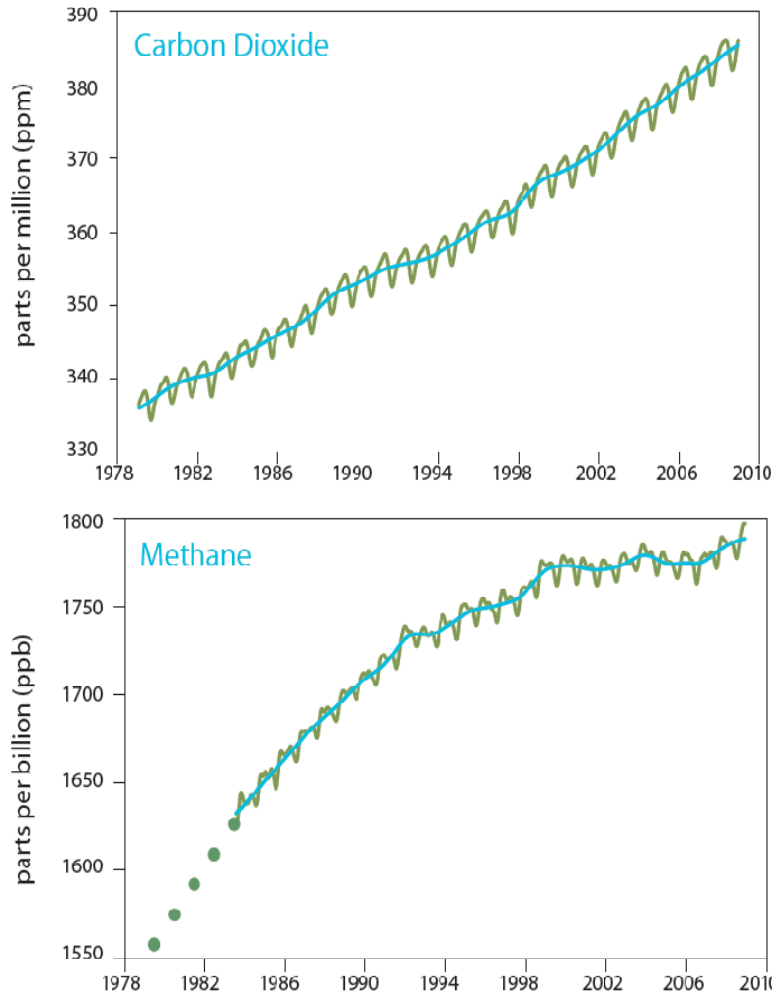 Carbon Dioxide
parts per million (ppm)
390
380
370
360
350
340
330
1978 1982 1986 1990 1994 1998 2002 2006 2010
Methane
parts per billion (ppb)
1800
1750
1700
1650
1600
1550
1978 1982 1986 1990 1994 1998 2002 2006 2010